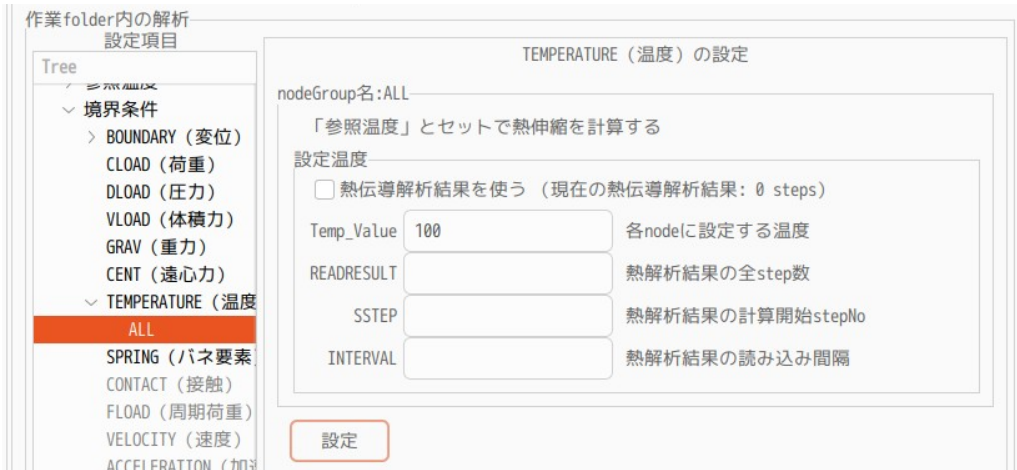 作業folder内の解析
設定項目
Tree
参照温度
境界条件
BOUNDARY (変位)
CLOAD (荷重)
DLOAD (圧力)
VLOAD (体積力)
GRAV (重力)
CENT (遠心力)
TEMPERATURE (温度
ALL
SPRING (バネ要素
CONTACT (接触)
FLOAD (周期荷重)
VELOCITY (速度)
ACCELERATION (加速
TEMPERATURE (温度) の設定
nodeGroup名:ALL
「参照温度」とセットで熱伸縮を計算する
設定温度
熱伝導解析結果を使う (現在の熱伝導解析結果: 0 steps)
Temp_Value 100 各nodeに設定する温度
READRESULT 熱解析結果の全step数
SSTEP 熱解析結果の計算開始stepNo
INTERVAL 熱解析結果の読み込み間隔
設定